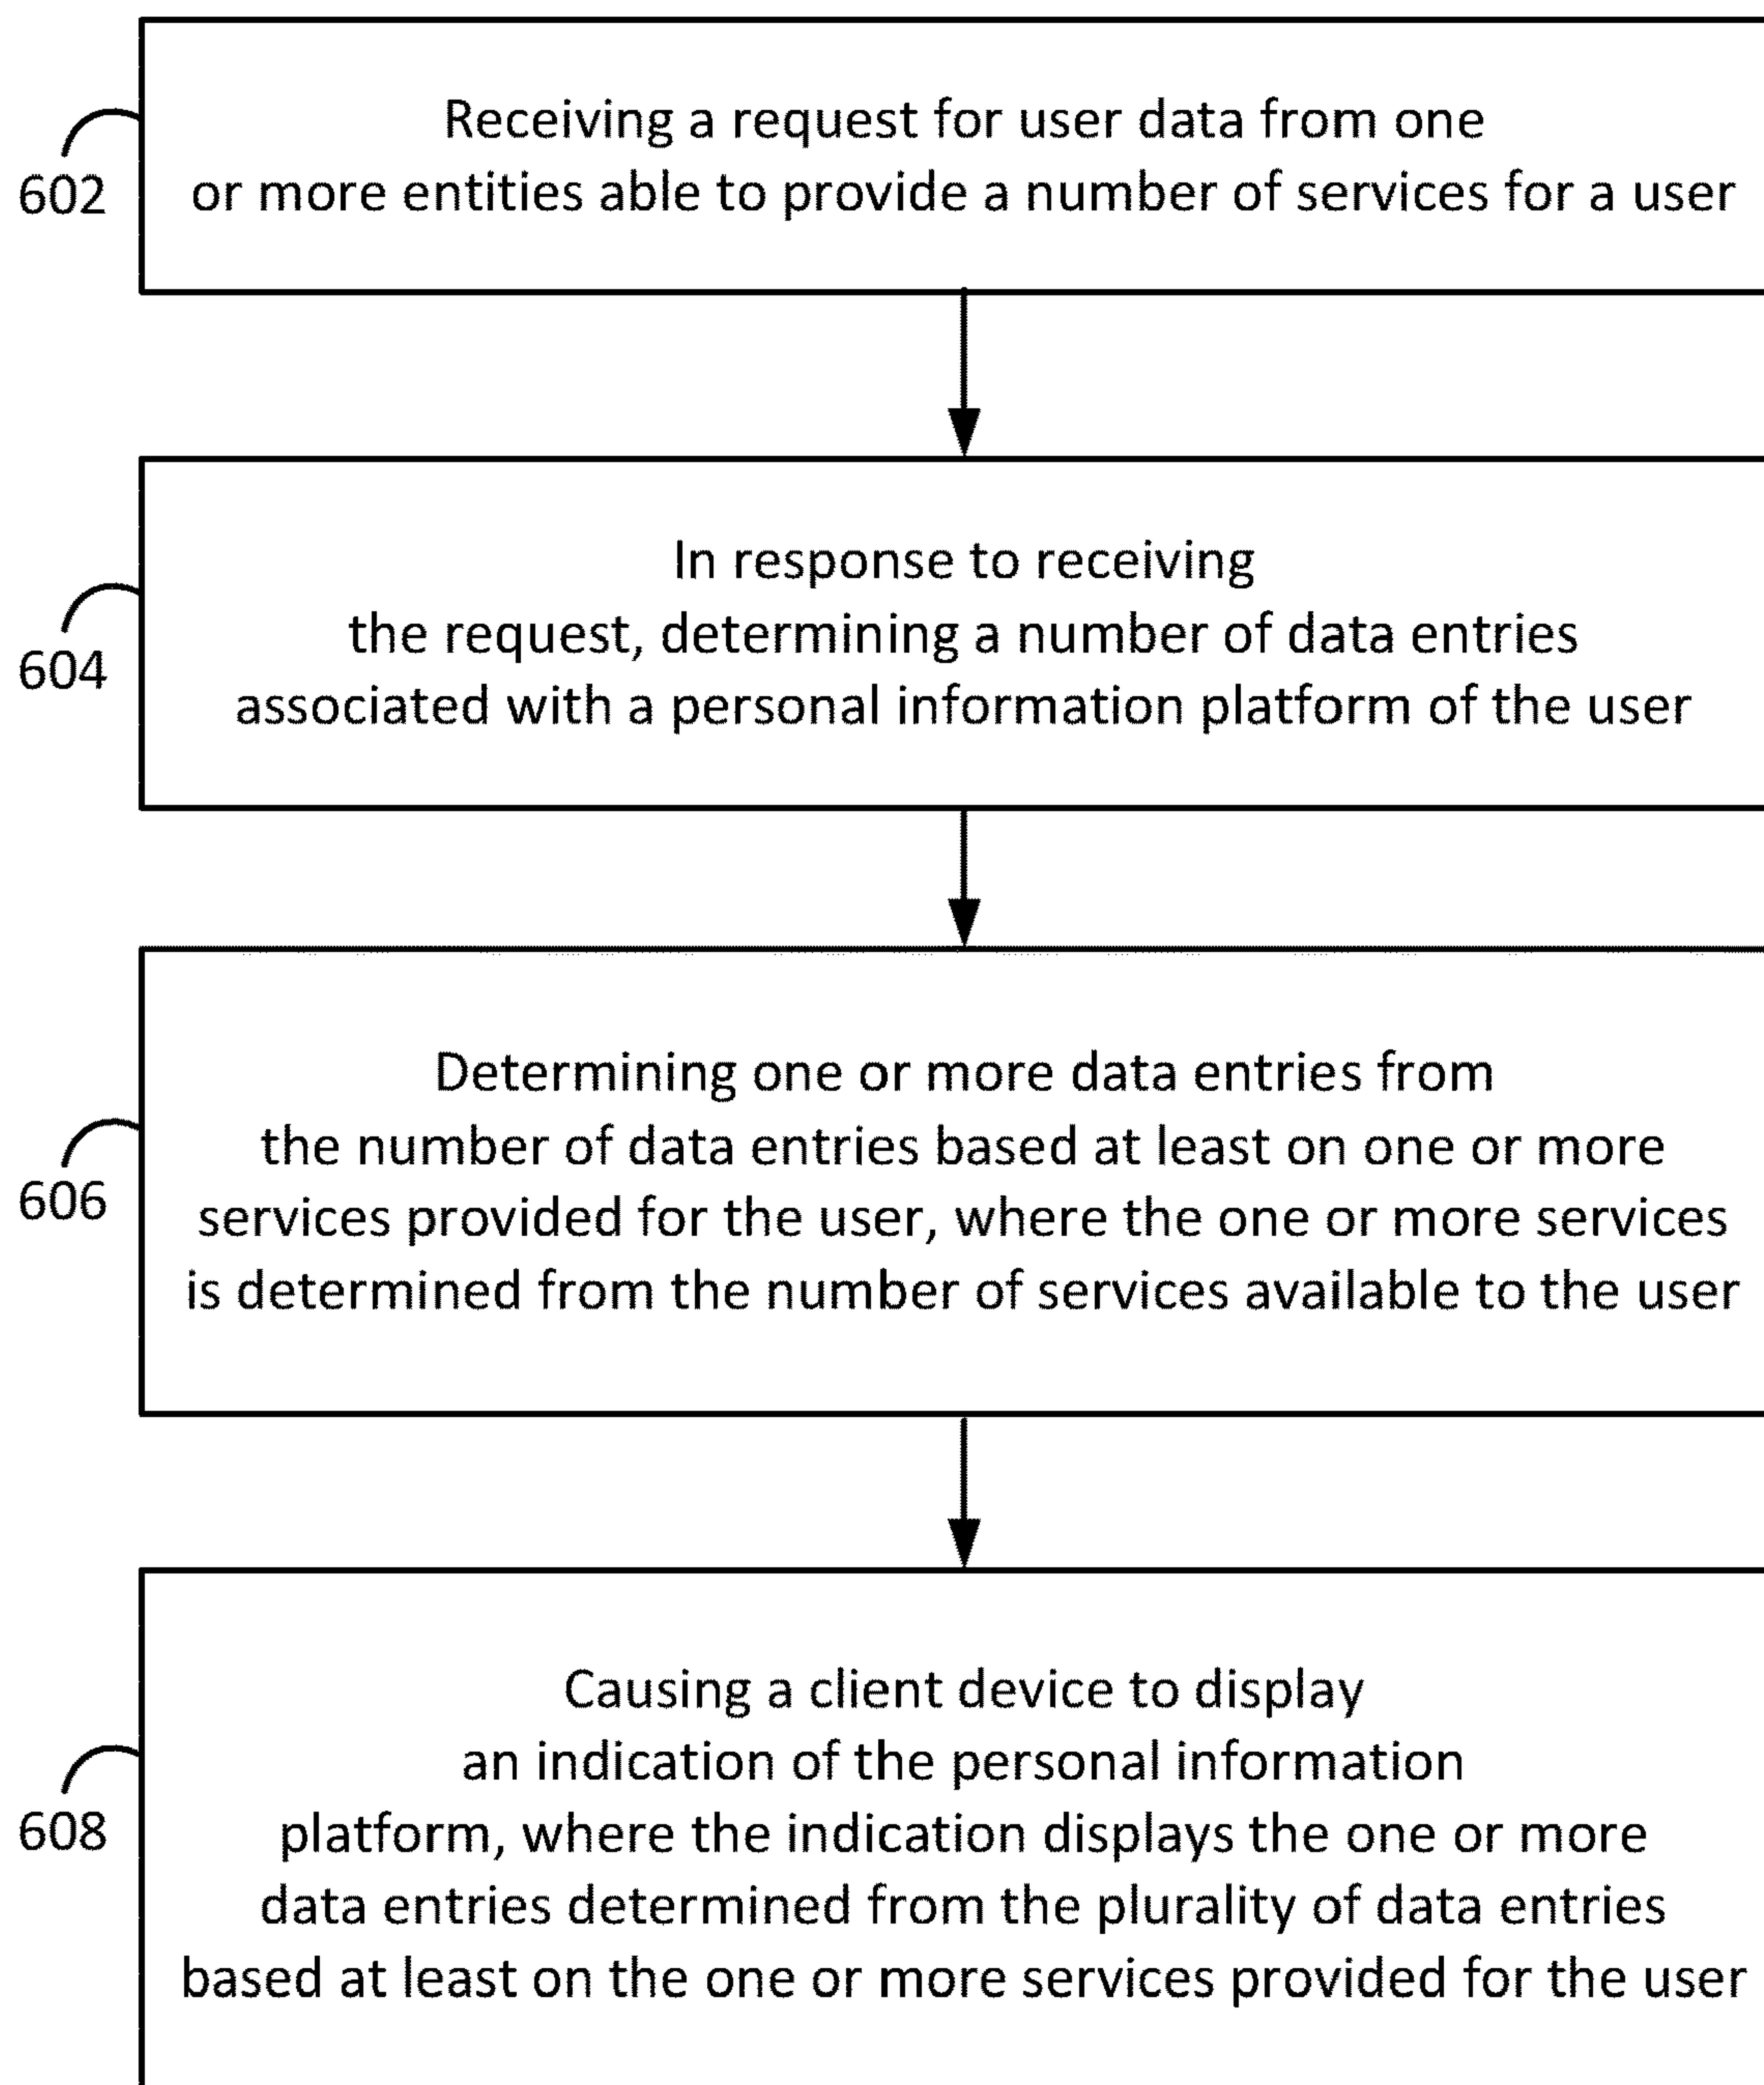 Receiving a request for user data from one
or more entities able to provide a number of services for a user
602
In response to receiving
the request, determining a number of data entries
associated with a personal information platform of the user
604
Determining one or more data entries from
the number of data entries based at least on one or more
services provided for the user, where the one or more services
is determined from the number of services available to the user
606
Causing a client device to display
an indication of the personal information
platform, where the indication displays the one or more
data entries determined from the plurality of data entries
based at least on the one or more services provided for the user
608